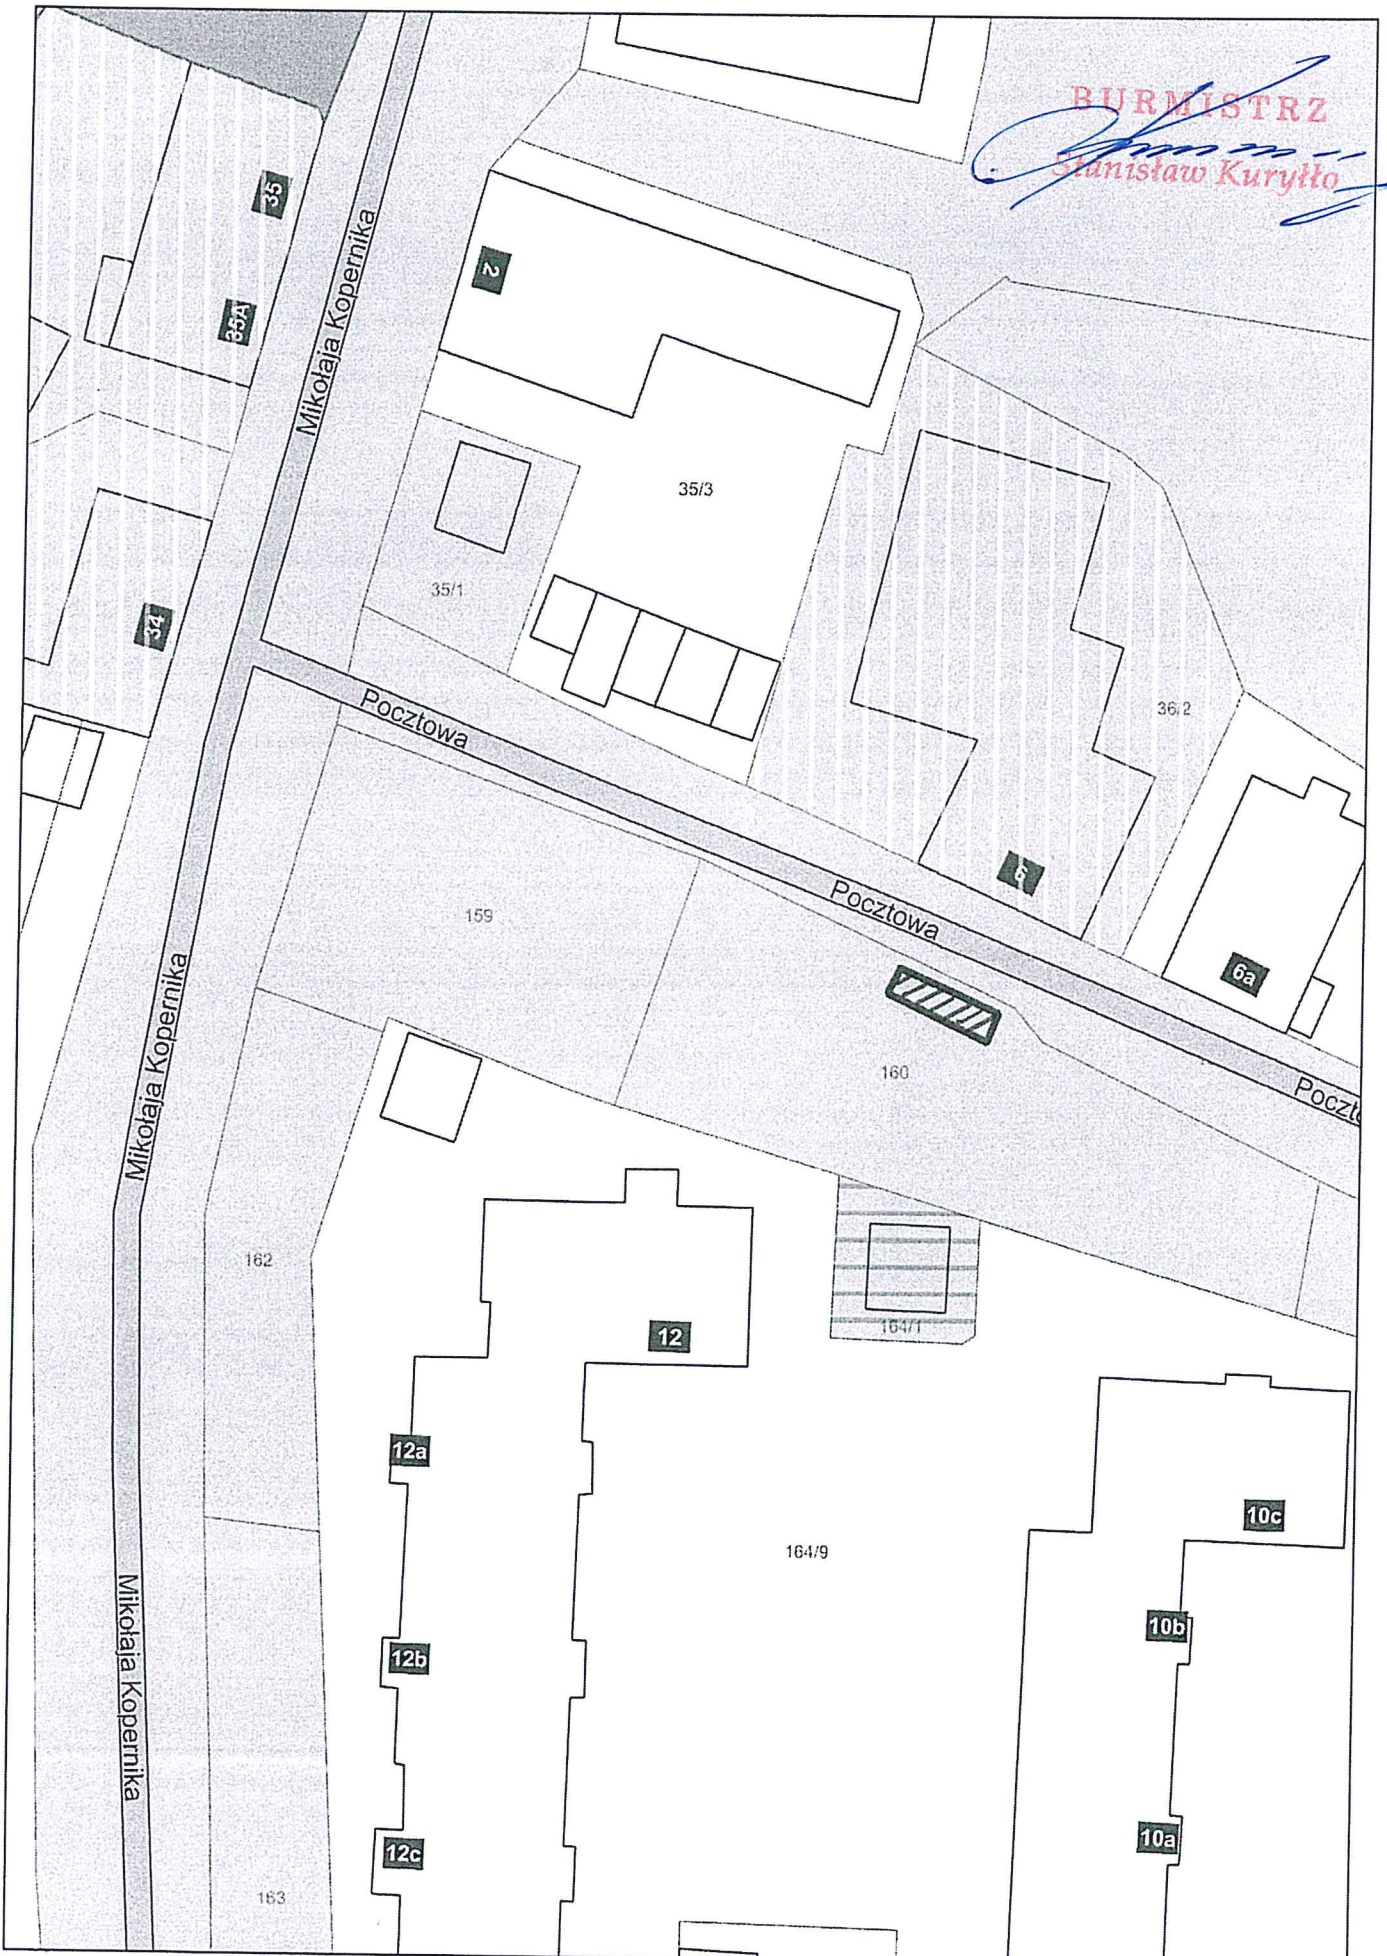 BURMISTRZ
Stanisław Kuryłło
35
35A
Mikołaja Kopernika
2
35/3
35/1
34
36/2
Pocztowa
6
159
Pocztowa
6a
Mikołaja Kopernika
160
162
12
164/1
12a
10c
164/9
10b
12b
Mikołaja Kopernika
10a
12c
163